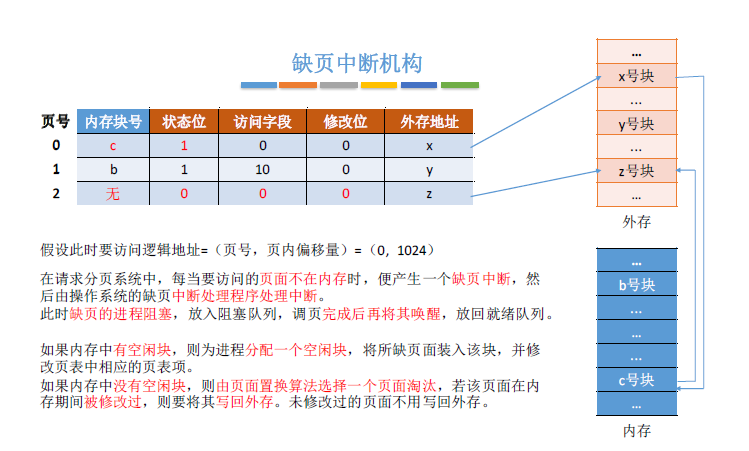 缺页中断机构
页号 内存块号 状态位 访问字段 修改位 外存地址
0 c 1 0 0 x
1 b 1 10 0 y
2 无 0 0 0 z
假设此时要访问逻辑地址=（页号，页内偏移量）=（0，1024）
在请求分页系统中，每当要访问的页面不在内存时，便产生一个缺页中断，然
后由操作系统的缺页中断处理程序处理中断。
此时缺页的进程阻塞，放入阻塞队列，调页完成后再将其唤醒，放回就绪队列。
如果内存中有空闲块，则为进程分配一个空闲块，将所缺页面装入该块，并修
改页表中相应的页表项。
如果内存中没有空闲块，则由页面置换算法选择一个页面淘汰，若该页面在内
存期间被修改过，则要将其写回外存。未修改过的页面不用写回外存。
...
x号块
...
y号块
...
z号块
...
外存
...
b号块
...
...
...
c号块
...
内存